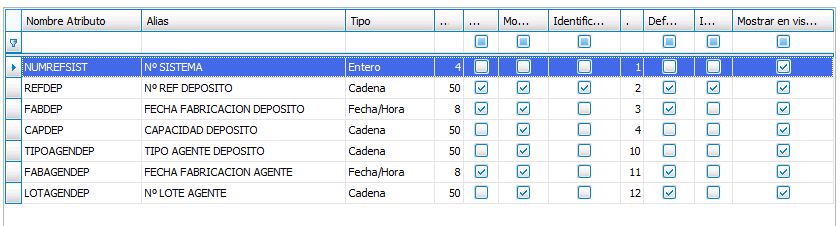 Nombre Atributo Alias Tipo .. ... Mo... Identific... . Def... I... Mostrar en vis...
NUMREFSIST Nº SISTEMA Entero 4 1
REFDEP Nº REF DEPOSITO Cadena 50 2
FABDEP FECHA FABRICACION DEPOSITO Fecha/Hora 8 3
CAPDEP CAPACIDAD DEPOSITO Cadena 50 4
TIPOAGENDEP TIPO AGENTE DEPOSITO Cadena 50 10
FABAGENDEP FECHA FABRICACION AGENTE Fecha/Hora 8 11
LOTAGENDEP Nº LOTE AGENTE Cadena 50 12